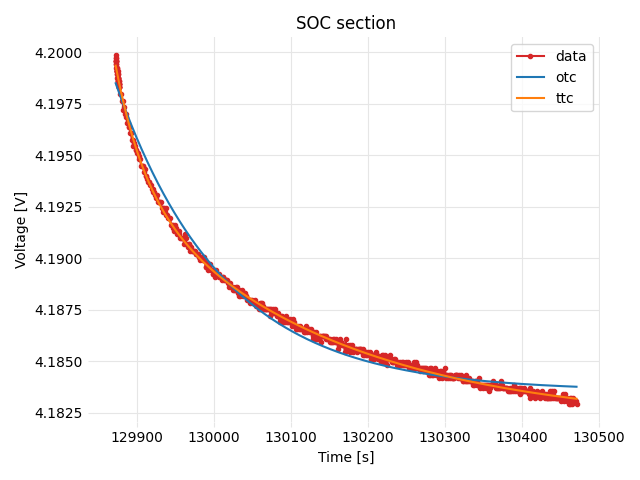 SOC section
data
otc
ttc
4.2000
4.1975
4.1950
4.1925
4.1900
4.1875
4.1850
4.1825
Voltage [V]
129900 130000 130100 130200 130300 130400 130500
Time [s]